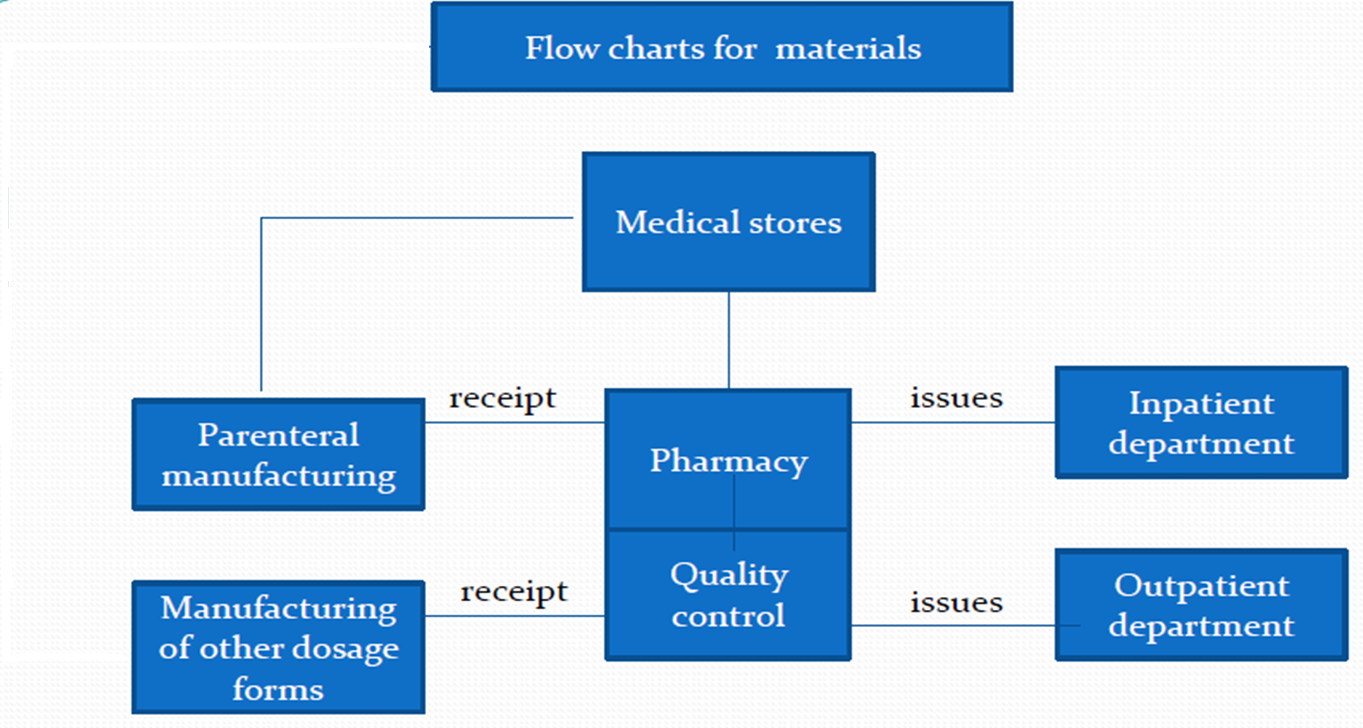 Flow charts for  materials
Medical stores
receipt
issues
Parenteral
manufacturing
Pharmacy
Inpatient
department
receipt
issues
Manufacturing
of other dosage
forms
Quality
control
Outpatient
department